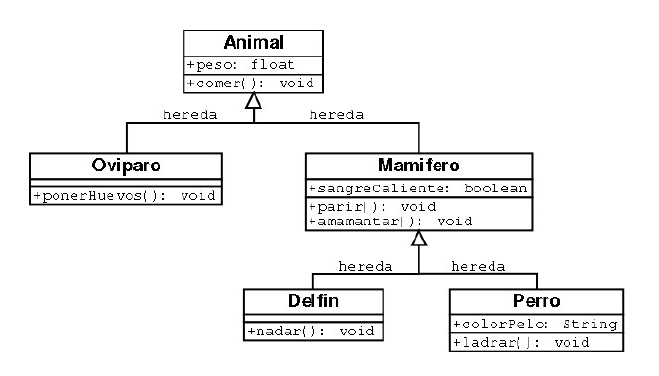 Animal
+peso: float
+comer(): void
hereda
hereda
Oviparo
+ponerHuevos(): void
Mamifero
+sangreCaliente: boolean
+parir(): void
+amamantar(): void
hereda
hereda
Delfin
+nadar(): void
Perro
+colorPelo: String
+ladrar(): void